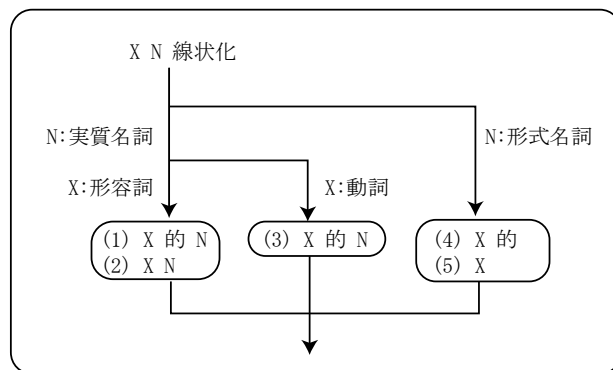 X N 線状化
N:実質名詞
N:形式名詞
X:形容詞
X:動詞
(1) X 的 N
(2) X N
(3) X 的 N
(4) X 的
(5) X